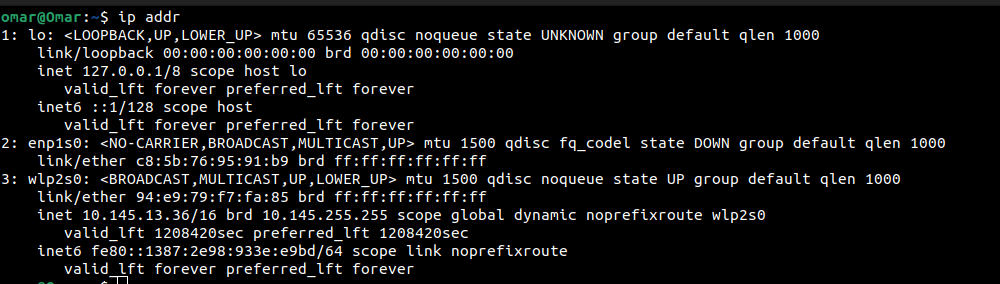 omar@Omar:~$ ip addr
1: lo: <LOOPBACK,UP,LOWER_UP> mtu 65536 qdisc noqueue state UNKNOWN group default qlen 1000
    link/loopback 00:00:00:00:00:00 brd 00:00:00:00:00:00
    inet 127.0.0.1/8 scope host lo
       valid_lft forever preferred_lft forever
    inet6 ::1/128 scope host
       valid_lft forever preferred_lft forever
2: enp1s0: <NO-CARRIER,BROADCAST,MULTICAST,UP> mtu 1500 qdisc fq_codel state DOWN group default qlen 1000
    link/ether c8:5b:76:95:91:b9 brd ff:ff:ff:ff:ff:ff
3: wlp2s0: <BROADCAST,MULTICAST,UP,LOWER_UP> mtu 1500 qdisc noqueue state UP group default qlen 1000
    link/ether 94:e9:79:f7:fa:85 brd ff:ff:ff:ff:ff:ff
    inet 10.145.13.36/16 brd 10.145.255.255 scope global dynamic noprefixroute wlp2s0
       valid_lft 1208420sec preferred_lft 1208420sec
    inet6 fe80::1387:2e98:933e:e9bd/64 scope link noprefixroute
       valid_lft forever preferred_lft forever